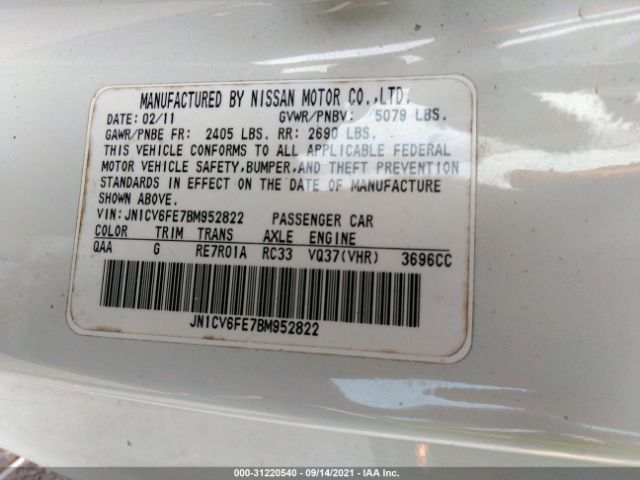 MANUFACTURED BY NISSAN MOTOR CO.,LTD.
DATE: 02/11 GVWR/PNBV: 5079 LBS.
GAWR/PNBE FR: 2405 LBS. RR: 2690 LBS.
THIS VEHICLE CONFORMS TO ALL APPLICABLE FEDERAL
MOTOR VEHICLE SAFETY,BUMPER,AND THEFT PREVENTION
STANDARDS IN EFFECT ON THE DATE OF MANUFACTURE
SHOWN ABOVE.
VIN:JN1CV6FE7BM952822 PASSENGER CAR
COLOR TRIM TRANS AXLE ENGINE
QAA G RE7R01A RC33 VQ37(VHR) 3696CC
JN1CV6FE7BM952822
000-31220540 - 09/14/2021 - IAA Inc.